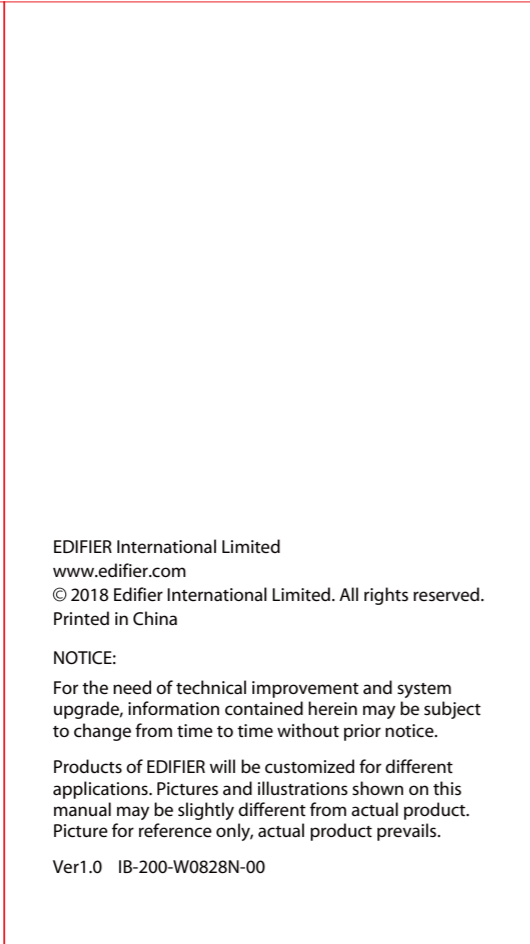 EDIFIER International Limited
www.edifier.com
© 2018 Edifier International Limited. All rights reserved.
Printed in China
NOTICE:
For the need of technical improvement and system
upgrade, information contained herein may be subject
to change from time to time without prior notice.
Products of EDIFIER will be customized for different
applications. Pictures and illustrations shown on this
manual may be slightly different from actual product.
Picture for reference only, actual product prevails.
Ver1.0 IB-200-W0828N-00